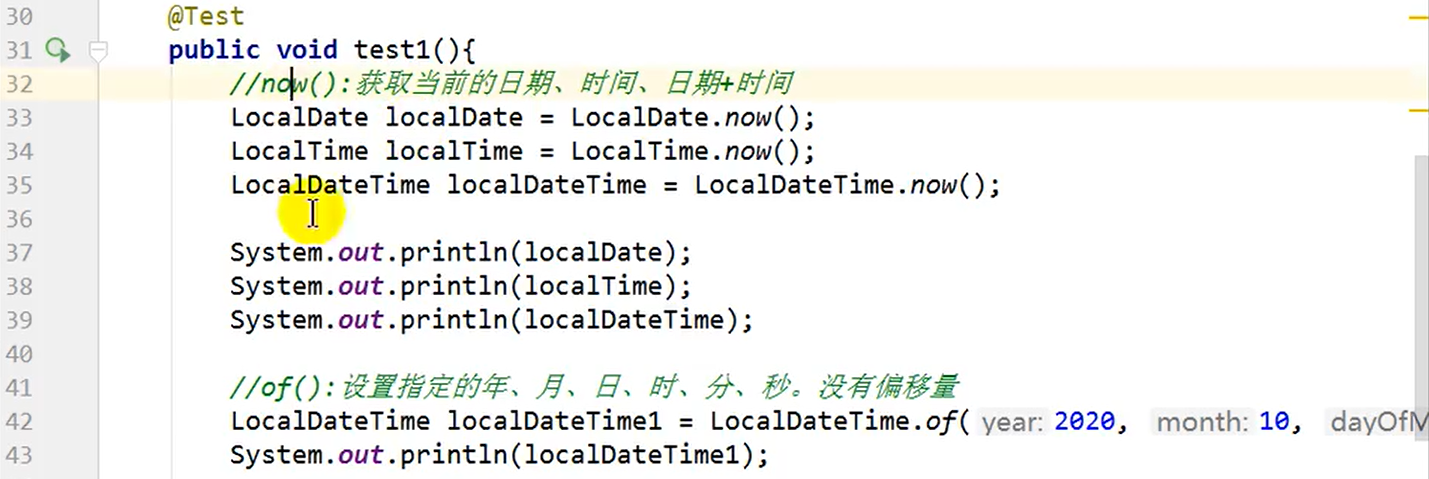 30 @Test
31 public void test1(){
32 //now():获取当前的日期、时间、日期+时间
33 LocalDate localDate = LocalDate.now();
34 LocalTime localTime = LocalTime.now();
35 LocalDateTime localDateTime = LocalDateTime.now();
36
37 System.out.println(localDate);
38 System.out.println(localTime);
39 System.out.println(localDateTime);
40
41 //of():设置指定的年、月、日、时、分、秒。没有偏移量
42 LocalDateTime localDateTime1 = LocalDateTime.of( year: 2020, month: 10, dayOfM
43 System.out.println(localDateTime1);